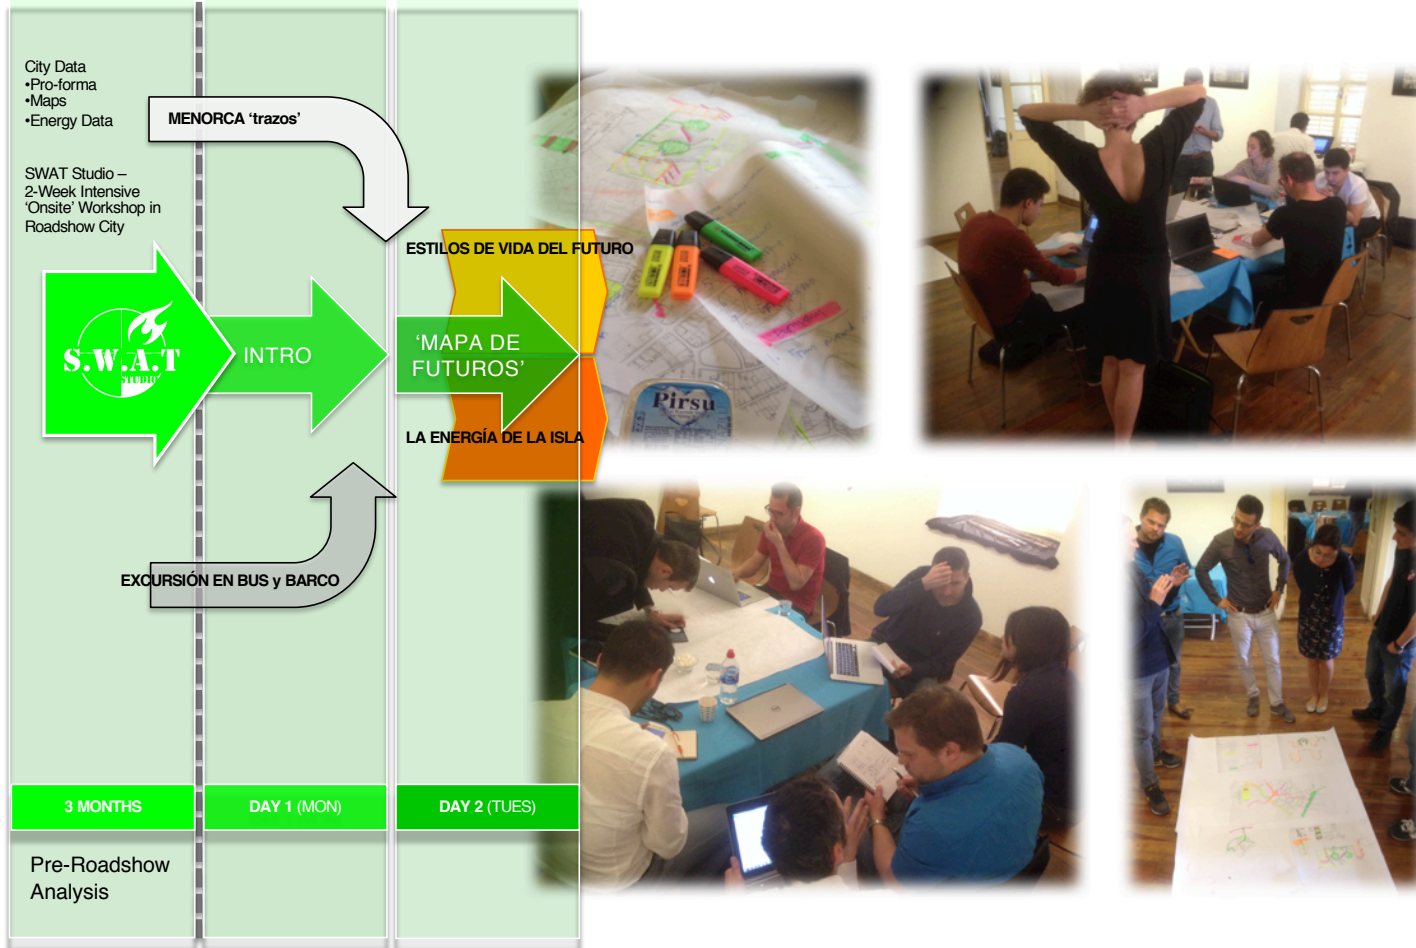 City Data
•Pro-forma
•Maps
•Energy Data
SWAT Studio –
2-Week Intensive
‘Onsite’ Workshop in
Roadshow City
MENORCA ‘trazos’
ESTILOS DE VIDA DEL FUTURO
S.W.A.T
STUDIO
INTRO
‘MAPA DE
FUTUROS’
LA ENERGÍA DE LA ISLA
EXCURSIÓN EN BUS y BARCO
3 MONTHS
DAY 1 (MON)
DAY 2 (TUES)
Pre-Roadshow
Analysis
Pirsu